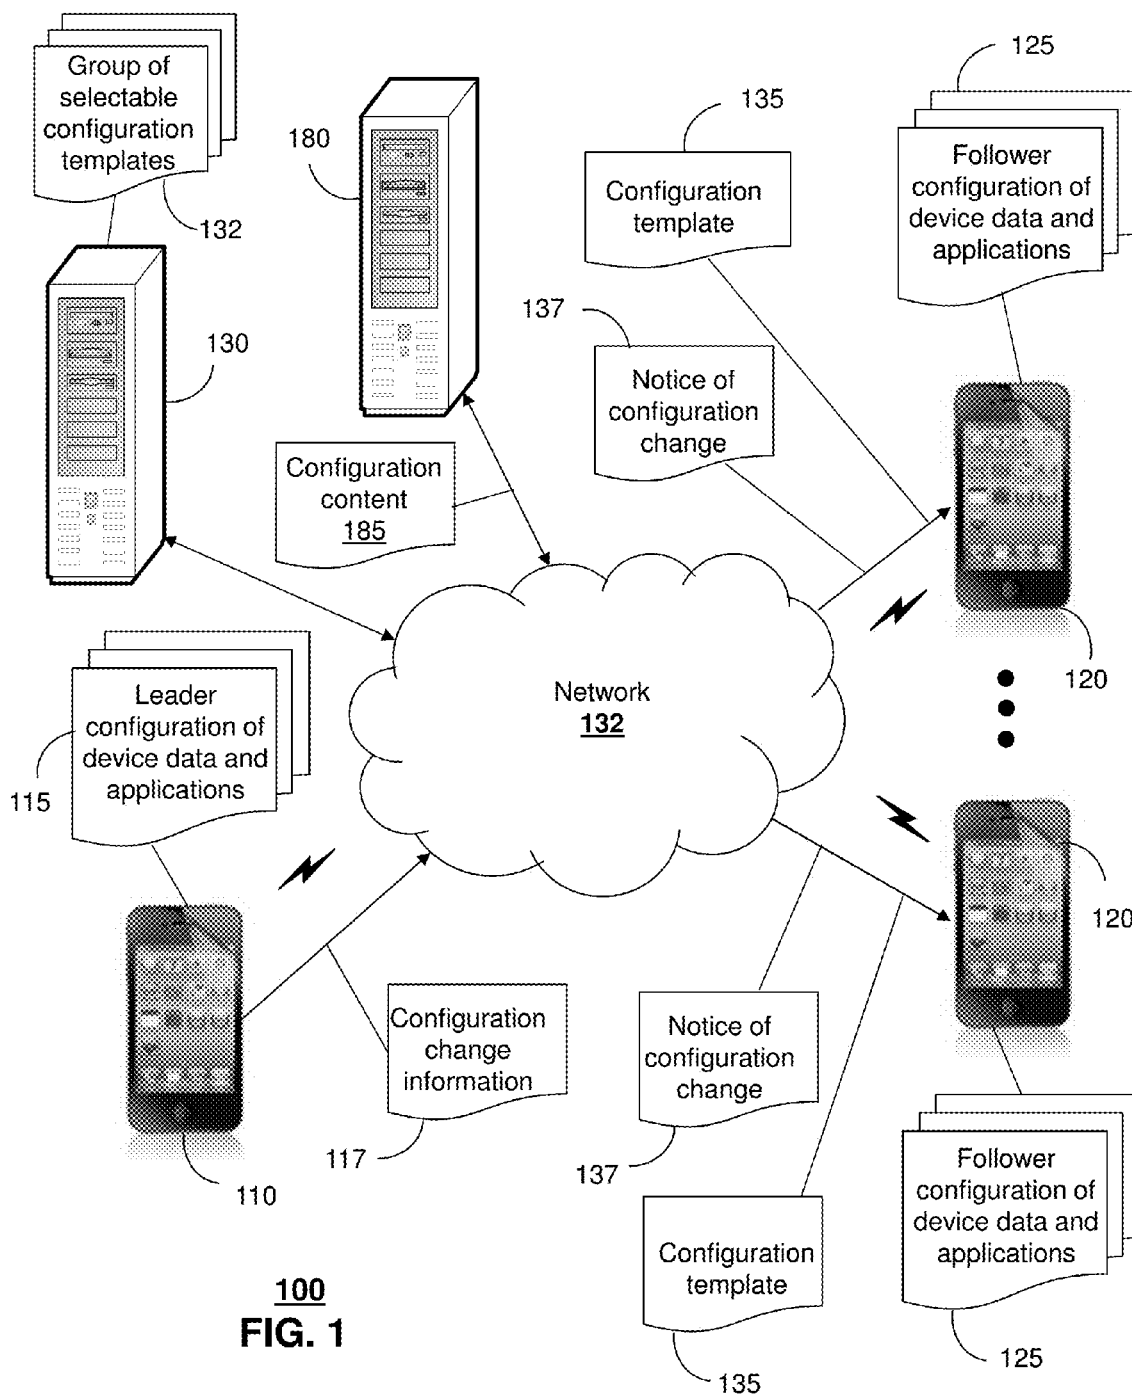 Group of
selectable
configuration
templates
132
180
135
125
Configuration
template
Follower
configuration of
device data and
applications
137
130
Notice of
configuration
change
Configuration
content
185
120
Leader
configuration of
device data and
applications
115
Network
132
120
Configuration
change
information
117
110
Notice of
configuration
change
137
Configuration
template
135
Follower
configuration of
device data and
applications
125
100
FIG. 1